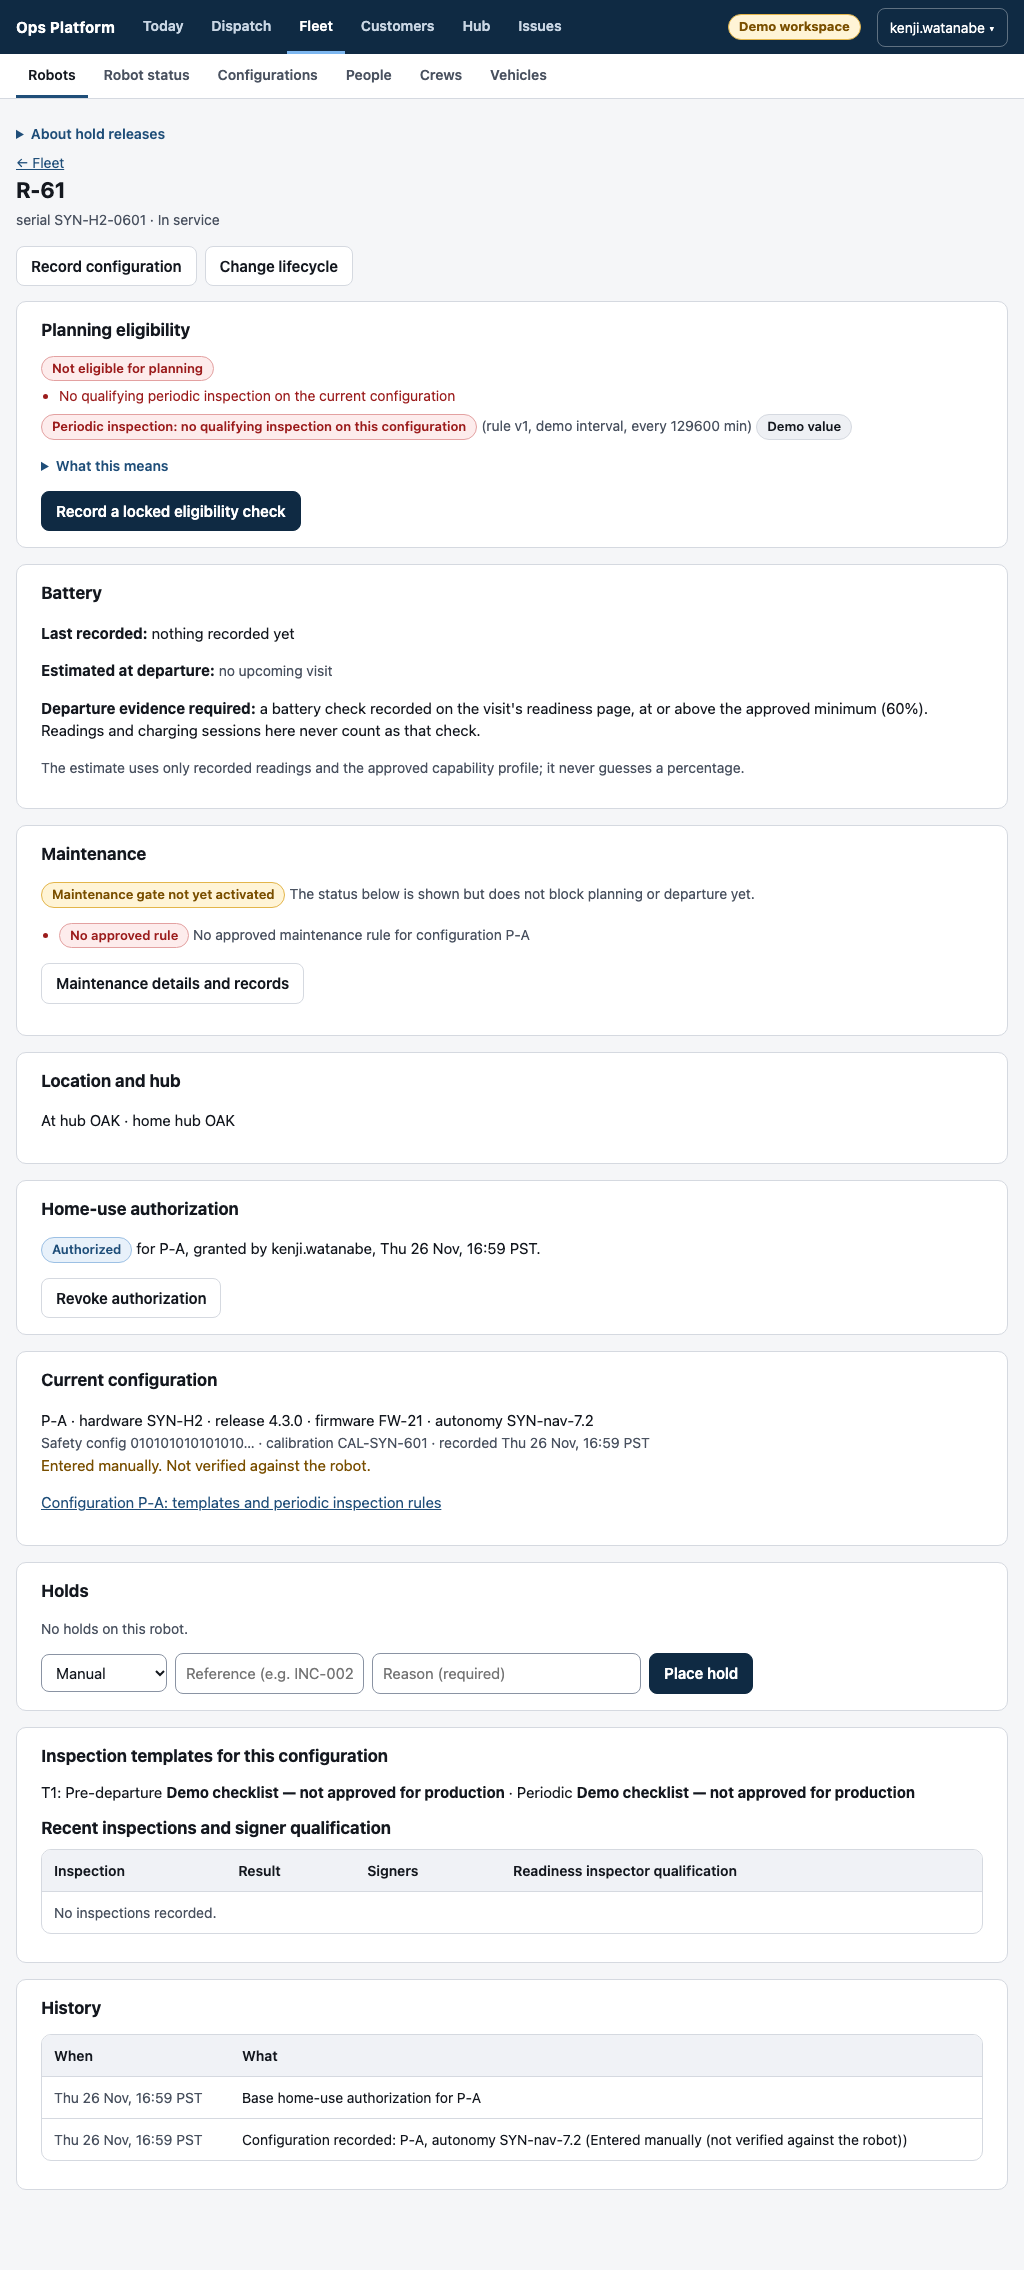 Ops Platform Today Dispatch Fleet Customers Hub Issues Demo workspace kenji.watanabe ▾
Robots Robot status Configurations People Crews Vehicles
▶ About hold releases
← Fleet
R-61
serial SYN-H2-0601 · In service
Record configuration Change lifecycle
Planning eligibility
Not eligible for planning
• No qualifying periodic inspection on the current configuration
Periodic inspection: no qualifying inspection on this configuration (rule v1, demo interval, every 129600 min) Demo value
▶ What this means
Record a locked eligibility check
Battery
Last recorded: nothing recorded yet
Estimated at departure: no upcoming visit
Departure evidence required: a battery check recorded on the visit's readiness page, at or above the approved minimum (60%).
Readings and charging sessions here never count as that check.
The estimate uses only recorded readings and the approved capability profile; it never guesses a percentage.
Maintenance
Maintenance gate not yet activated The status below is shown but does not block planning or departure yet.
• No approved rule No approved maintenance rule for configuration P-A
Maintenance details and records
Location and hub
At hub OAK · home hub OAK
Home-use authorization
Authorized for P-A, granted by kenji.watanabe, Thu 26 Nov, 16:59 PST.
Revoke authorization
Current configuration
P-A · hardware SYN-H2 · release 4.3.0 · firmware FW-21 · autonomy SYN-nav-7.2
Safety config 010101010101010… · calibration CAL-SYN-601 · recorded Thu 26 Nov, 16:59 PST
Entered manually. Not verified against the robot.
Configuration P-A: templates and periodic inspection rules
Holds
No holds on this robot.
Manual Reference (e.g. INC-002 Reason (required) Place hold
Inspection templates for this configuration
T1: Pre-departure Demo checklist — not approved for production · Periodic Demo checklist — not approved for production
Recent inspections and signer qualification
Inspection Result Signers Readiness inspector qualification
No inspections recorded.
History
When What
Thu 26 Nov, 16:59 PST Base home-use authorization for P-A
Thu 26 Nov, 16:59 PST Configuration recorded: P-A, autonomy SYN-nav-7.2 (Entered manually (not verified against the robot))